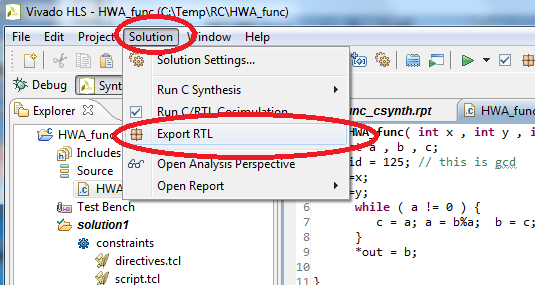 Vivado HLS - HWA_func (C:\Temp\RC\HWA_func)
File Edit Project Solution Window Help
Solution Settings...
Debug Synt
Run C Synthesis
Explorer
Run C/RTL Cosimulation
unc_csynth.rpt HWA_fun
HWA_func
Export RTL
HWA_func( int x , int y , i
Includes
t a , b , c;
Open Analysis Perspective
id = 125; // this is gcd
Source
=x;
HWA
Open Report
=y;
Test Bench
6 while ( a != 0 ) {
solution1
7 c = a; a = b%a; b = c;
8 }
constraints
9 *out = b;
directives.tcl
10
script.tcl
11 }